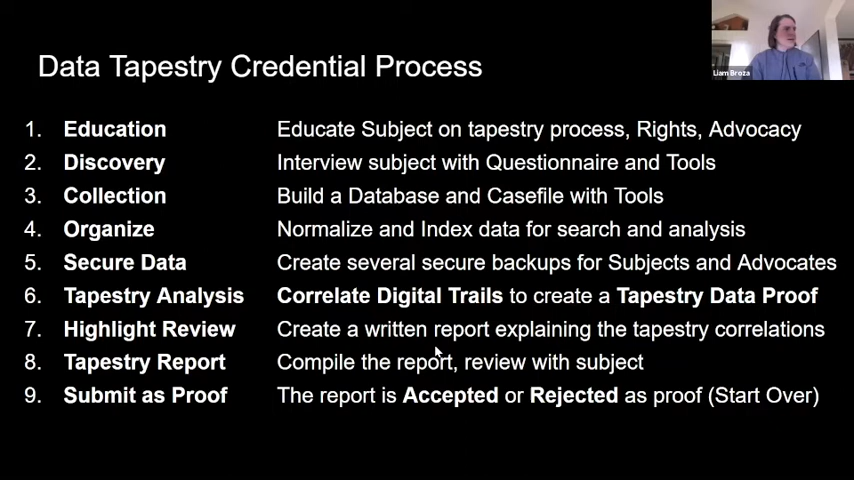 Liam Broza
Data Tapestry Credential Process
1. Education Educate Subject on tapestry process, Rights, Advocacy
2. Discovery Interview subject with Questionnaire and Tools
3. Collection Build a Database and Casefile with Tools
4. Organize Normalize and Index data for search and analysis
5. Secure Data Create several secure backups for Subjects and Advocates
6. Tapestry Analysis Correlate Digital Trails to create a Tapestry Data Proof
7. Highlight Review Create a written report explaining the tapestry correlations
8. Tapestry Report Compile the report, review with subject
9. Submit as Proof The report is Accepted or Rejected as proof (Start Over)